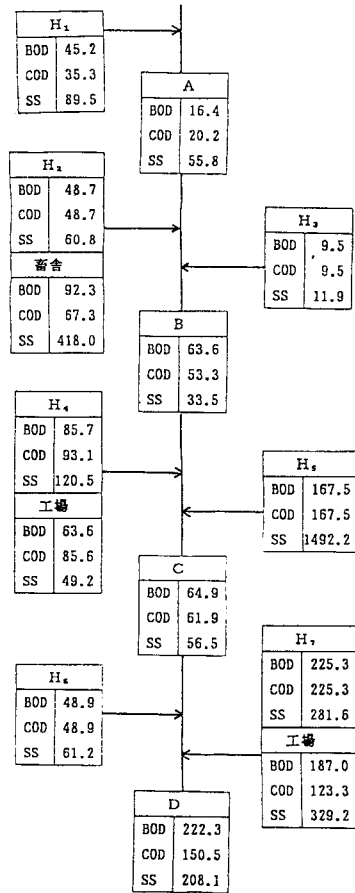 H₁
BOD 45.2
COD 35.3
SS 89.5
A
BOD 16.4
COD 20.2
SS 55.8
H₂
BOD 48.7
COD 48.7
SS 60.8
畜舎
BOD 92.3
COD 67.3
SS 418.0
H₃
BOD 9.5
COD 9.5
SS 11.9
B
BOD 63.6
COD 53.3
SS 33.5
H₄
BOD 85.7
COD 93.1
SS 120.5
工場
BOD 63.6
COD 85.6
SS 49.2
H₅
BOD 167.5
COD 167.5
SS 1492.2
C
BOD 64.9
COD 61.9
SS 56.5
H₆
BOD 48.9
COD 48.9
SS 61.2
H₇
BOD 225.3
COD 225.3
SS 281.6
工場
BOD 187.0
COD 123.3
SS 329.2
D
BOD 222.3
COD 150.5
SS 208.1